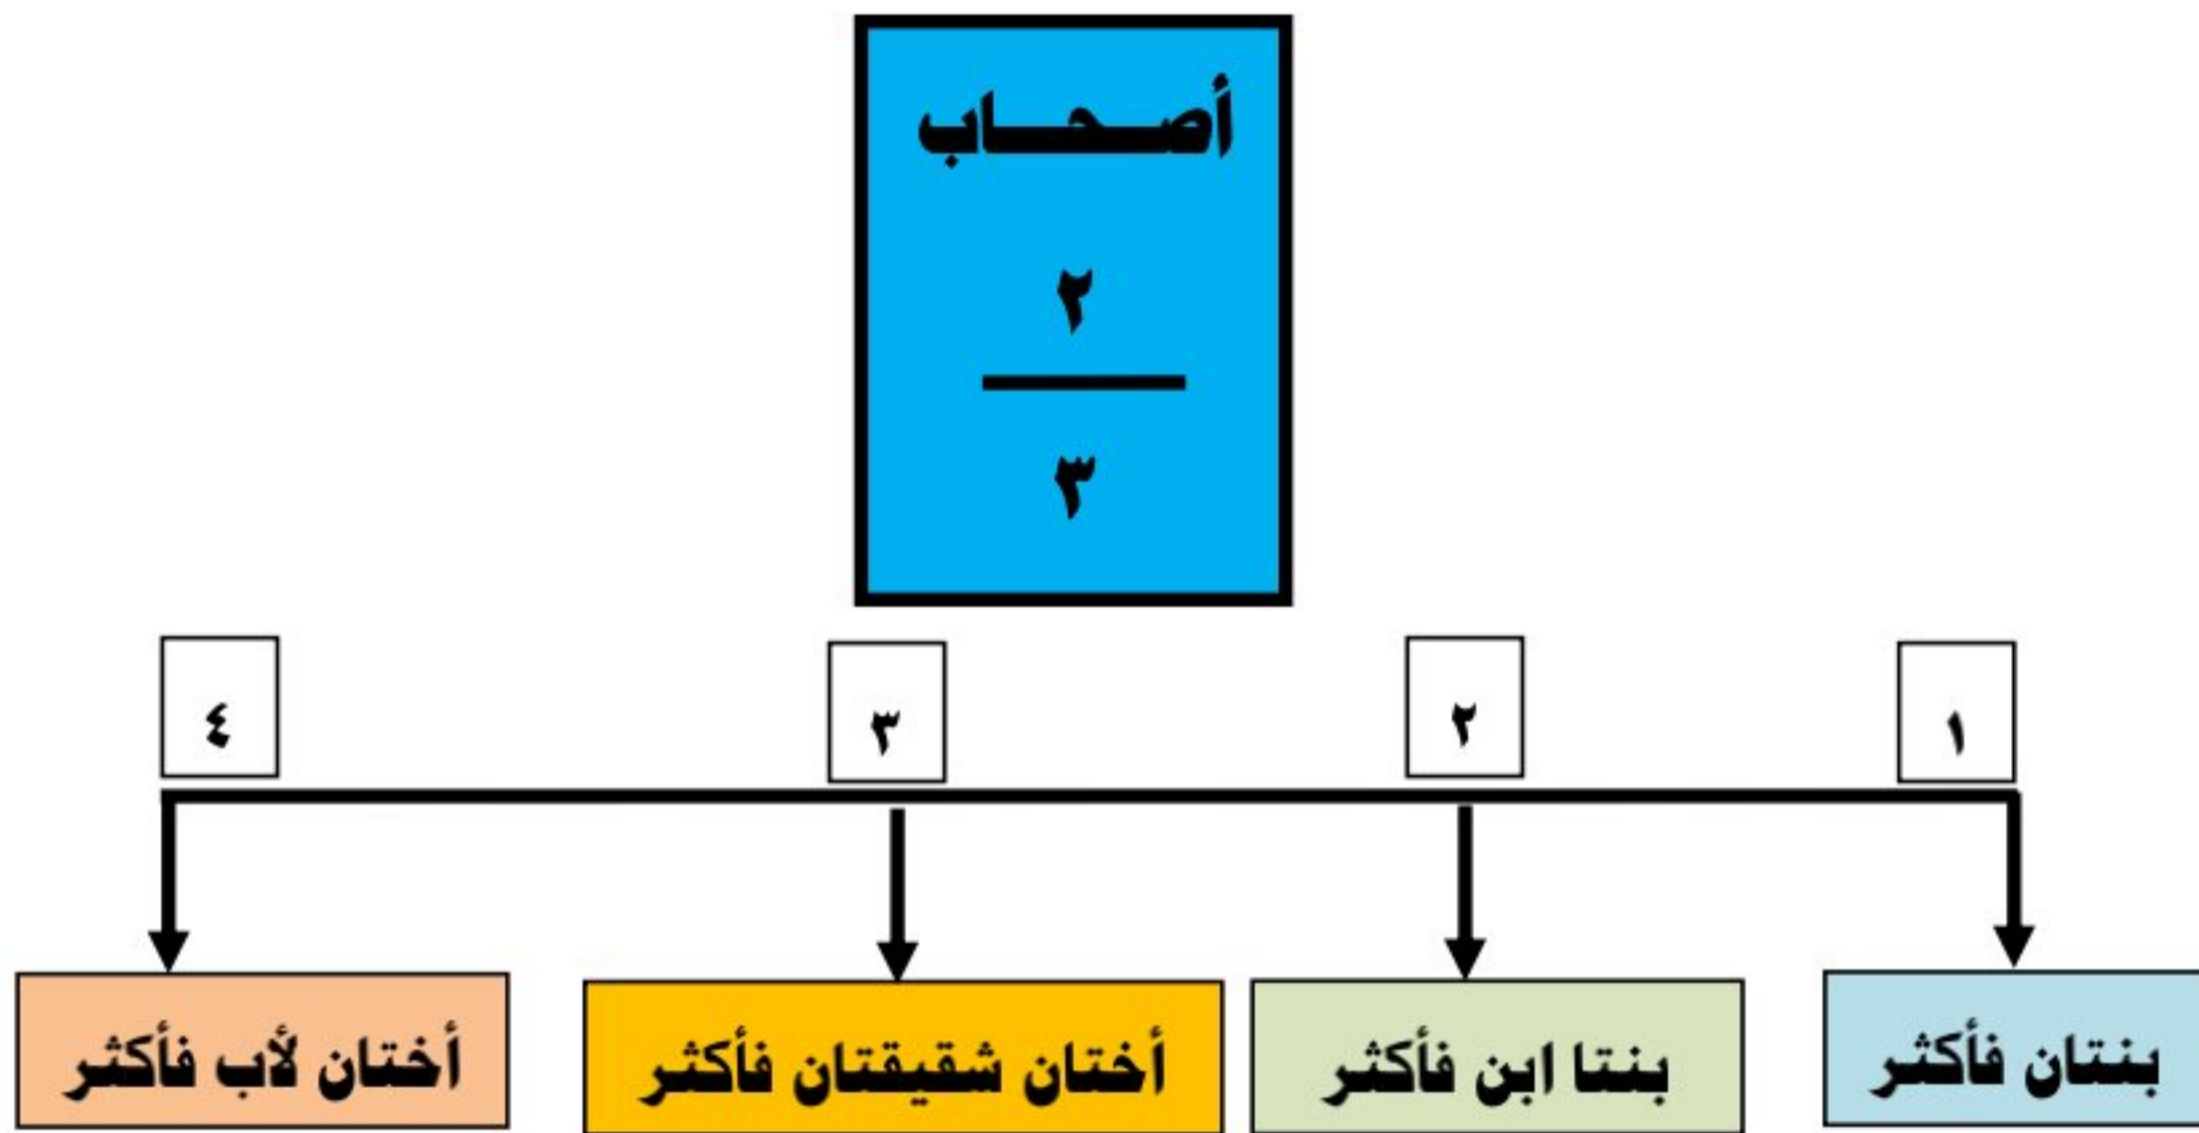 أصحاب
٢
٣
١
٢
٣
٤
بنتان فأكثر
بنتا ابن فأكثر
أختان شقيقتان فأكثر
أختان لأب فأكثر